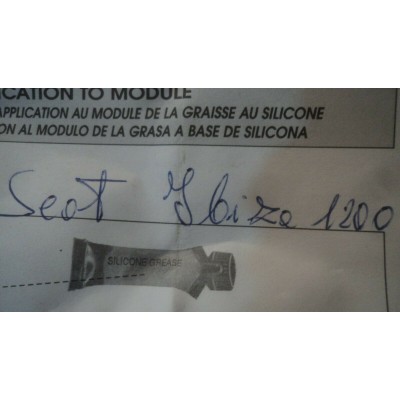 CATION TO MODULE
APPLICATION AU MODULE DE LA GRAISSE AU SILICONE
ON AL MODULO DE LA GRASA A BASE DE SILICONA
Seat Ibiza 1200
SILICONE GREASE